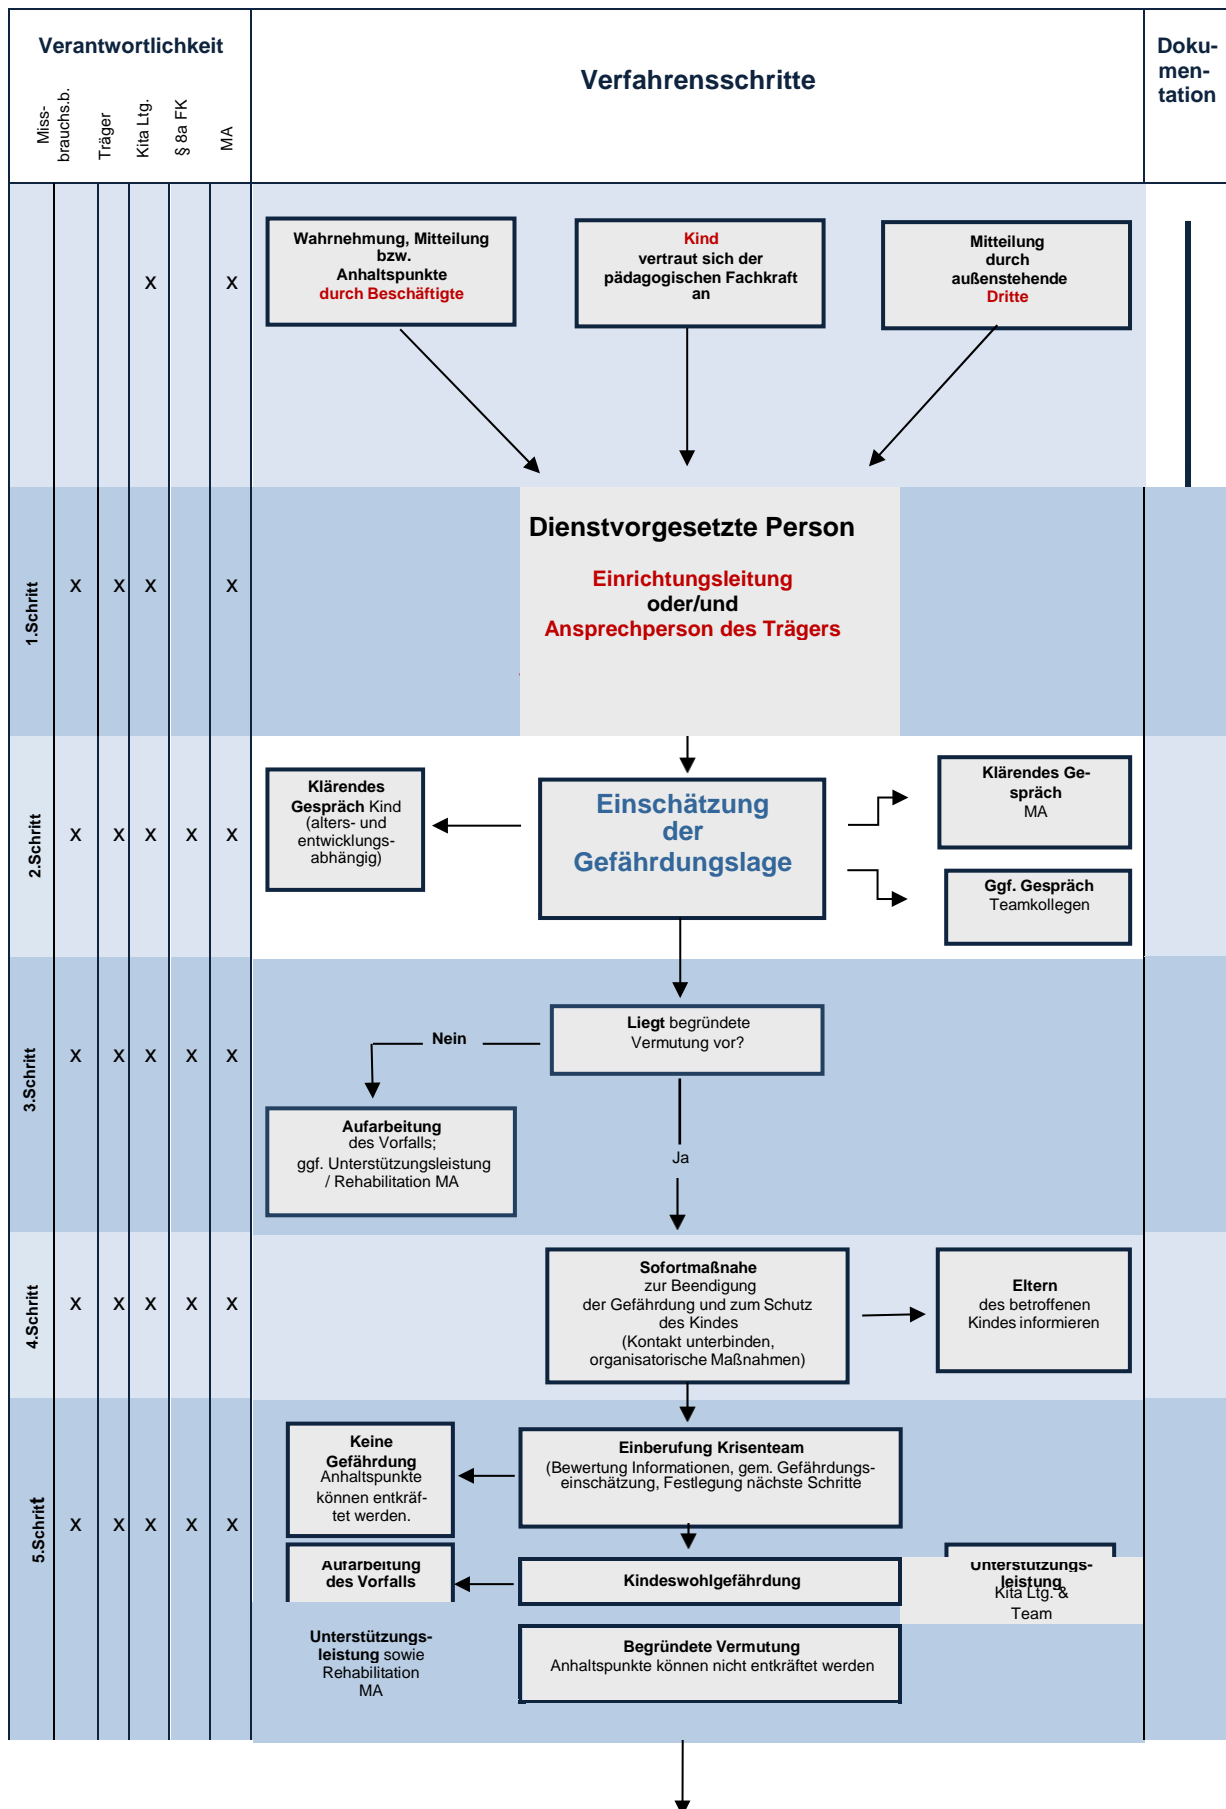 Verantwortlichkeit
Miss-
brauchs.b.
Träger
Kita Ltg.
§ 8a FK
MA
Verfahrensschritte
Doku-
men-
tation
x x
Wahrnehmung, Mitteilung
bzw.
Anhaltspunkte
durch Beschäftigte
Kind
vertraut sich der
pädagogischen Fachkraft
an
Mitteilung
durch
außenstehende
Dritte
1.Schritt
x x x x
Dienstvorgesetzte Person
Einrichtungsleitung
oder/und
Ansprechperson des Trägers
2.Schritt
x x x x x
Klärendes
Gespräch Kind
(alters- und
entwicklungs-
abhängig)
Einschätzung
der
Gefährdungslage
Klärendes Ge-
spräch
MA
Ggf. Gespräch
Teamkollegen
3.Schritt
x x x x x
Liegt begründete
Vermutung vor?
Nein
Aufarbeitung
des Vorfalls;
ggf. Unterstützungsleistung
/ Rehabilitation MA
Ja
4.Schritt
x x x x x
Sofortmaßnahe
zur Beendigung
der Gefährdung und zum Schutz
des Kindes
(Kontakt unterbinden,
organisatorische Maßnahmen)
Eltern
des betroffenen
Kindes informieren
5.Schritt
x x x x x
Keine
Gefährdung
Anhaltspunkte
können entkräf-
tet werden.
Einberufung Krisenteam
(Bewertung Informationen, gem. Gefährdungs-
einschätzung, Festlegung nächste Schritte
Aufarbeitung
des Vorfalls
Kindeswohlgefährdung
Unterstützungs-
leistung
Kita Ltg. &
Team
Unterstützungs-
leistung sowie
Rehabilitation
MA
Begründete Vermutung
Anhaltspunkte können nicht entkräftet werden